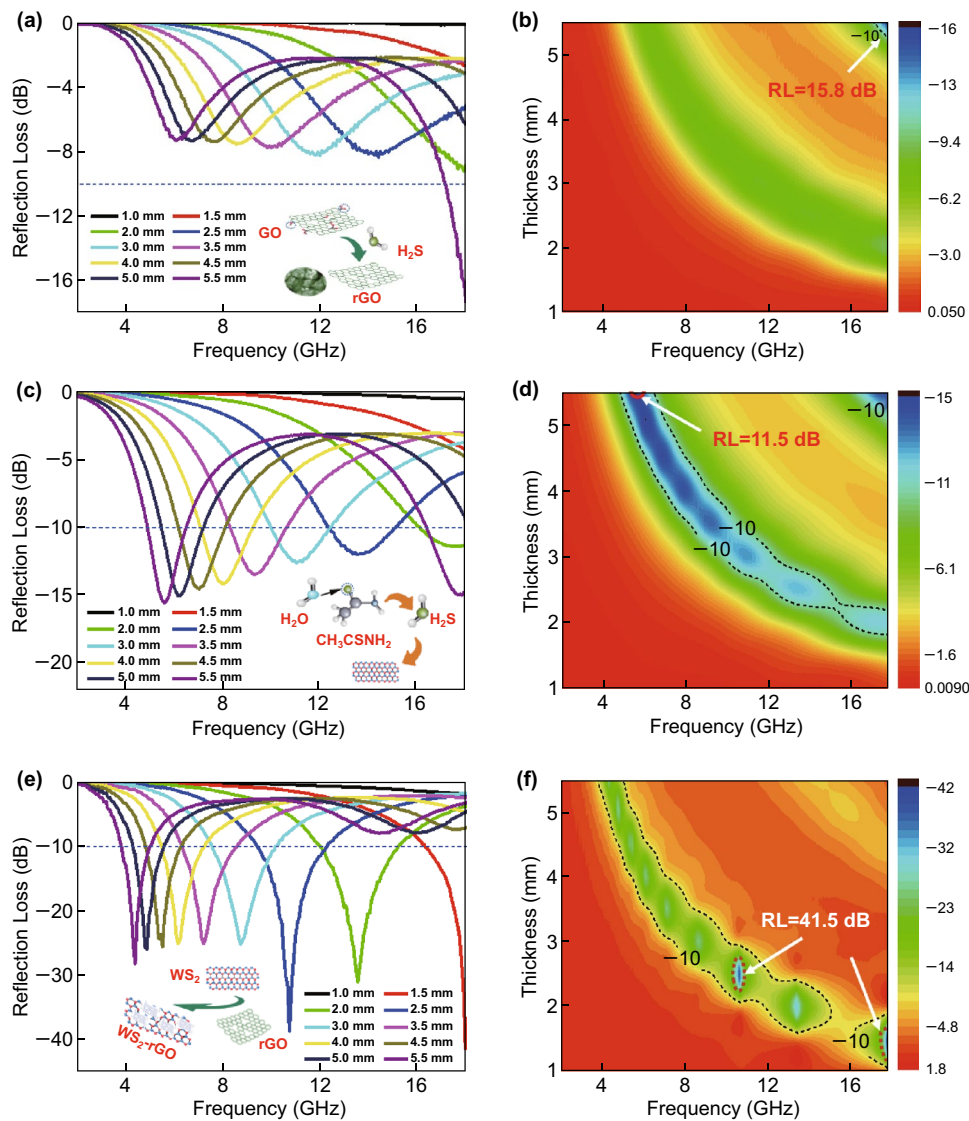 (a)
Reflection Loss (dB)
0
−4
−8
−12
−16
4 8 12 16
Frequency (GHz)
1.0 mm 1.5 mm
2.0 mm 2.5 mm
3.0 mm 3.5 mm
4.0 mm 4.5 mm
5.0 mm 5.5 mm
GO
H₂S
rGO
(b)
Thickness (mm)
5
4
3
2
1
4 8 12 16
Frequency (GHz)
−10
RL=15.8 dB
−16
−13
−9.4
−6.2
−3.0
0.050
(c)
Reflection Loss (dB)
0
−5
−10
−15
−20
4 8 12 16
Frequency (GHz)
1.0 mm 1.5 mm
2.0 mm 2.5 mm
3.0 mm 3.5 mm
4.0 mm 4.5 mm
5.0 mm 5.5 mm
H₂O
CH₃CSNH₂
H₂S
(d)
Thickness (mm)
5
4
3
2
1
4 8 12 16
Frequency (GHz)
RL=11.5 dB
−10
−10
−10
−15
−11
−6.1
−1.6
0.0090
(e)
Reflection Loss (dB)
0
−10
−20
−30
−40
4 8 12 16
Frequency (GHz)
WS₂
WS₂-rGO
rGO
1.0 mm 1.5 mm
2.0 mm 2.5 mm
3.0 mm 3.5 mm
4.0 mm 4.5 mm
5.0 mm 5.5 mm
(f)
Thickness (mm)
5
4
3
2
1
4 8 12 16
Frequency (GHz)
RL=41.5 dB
−10
−10
−42
−32
−23
−14
−4.8
1.8